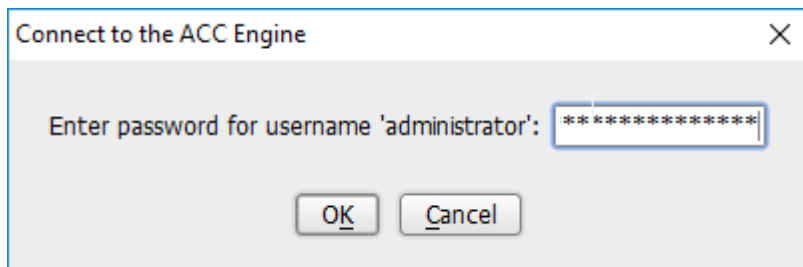 Connect to the ACC Engine
Enter password for username 'administrator': **************
OK Cancel